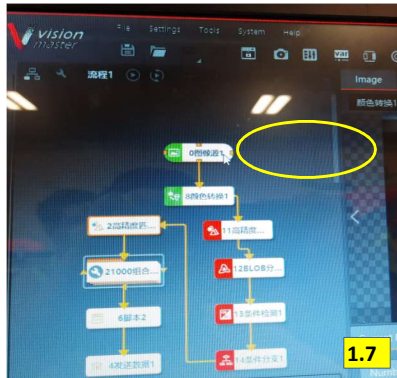 vision master
File Settings Tools System Help
流程1
Image
颜色转换1
0图像源1
8颜色转换1
2高精度匹...
11高精度...
21000组合...
12BLOB分...
6脚本2
13条件检测1
4发送数据1
14条件分支1
1.7